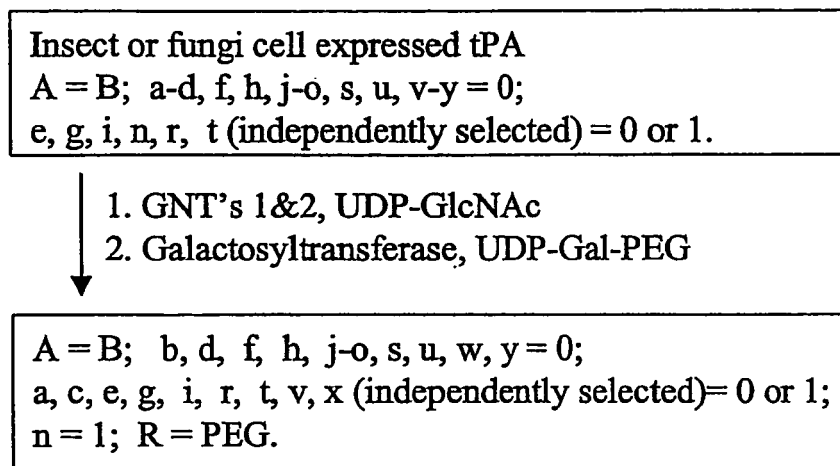 Insect or fungi cell expressed tPA
A = B; a-d, f, h, j-o, s, u, v-y = 0;
e, g, i, n, r, t (independently selected) = 0 or 1.
1. GNT's 1&2, UDP-GlcNAc
2. Galactosyltransferase, UDP-Gal-PEG
A = B; b, d, f, h, j-o, s, u, w, y = 0;
a, c, e, g, i, r, t, v, x (independently selected)= 0 or 1;
n = 1; R = PEG.